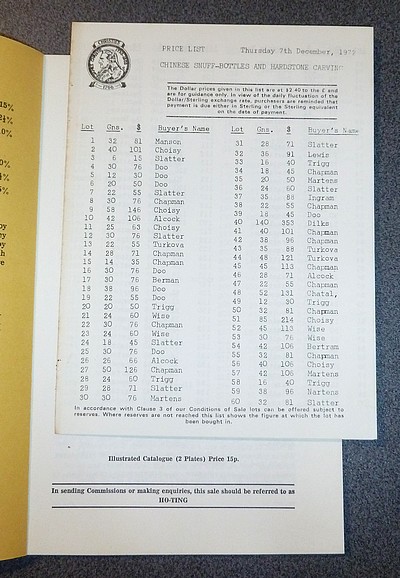 15%
2½%
.0%
%
%
%
%
y
y
y
h
e
CHRISTIE'S
1766
PRICE LIST Thursday 7th December, 1972
CHINESE SNUFF-BOTTLES AND HARDSTONE CARVINGS
The Dollar prices given in this list are at $2.40 to the £ and
are for guidance only. In view of the daily fluctuation of the
Dollar/Sterling exchange rate, purchasers are reminded that
payment is due either in Sterling or the Sterling equivalent
on the date of payment.
Lot Gns. $ Buyer's Name
1 32 81 Manson
2 40 101 Choisy
3 6 15 Slatter
4 30 76 Doo
5 12 30 Doo
6 20 50 Doo
7 22 55 Slatter
8 30 76 Chapman
9 58 146 Choisy
10 42 106 Alcock
11 25 63 Choisy
12 30 76 Slatter
13 22 55 Turkova
14 28 71 Chapman
15 14 35 Chapman
16 30 76 Doo
17 30 76 Berman
18 38 96 Doo
19 22 55 Doo
20 20 50 Trigg
21 24 60 Wise
22 30 76 Chapman
23 24 60 Wise
24 18 45 Slatter
25 30 76 Doo
26 26 66 Alcock
27 50 126 Chapman
28 24 60 Trigg
29 28 71 Slatter
30 30 76 Martens
Lot Gns. $ Buyer's Name
31 28 71 Slatter
32 36 91 Lewis
33 16 40 Trigg
34 18 45 Chapman
35 20 50 Martens
36 24 60 Slatter
37 35 88 Ingram
38 22 55 Chapman
39 18 45 Doo
40 140 353 Dilks
41 40 101 Chapman
42 38 96 Chapman
43 35 88 Turkova
44 48 121 Turkova
45 45 113 Chapman
46 28 71 Alcock
47 22 55 Chapman
48 52 131 Chatal,
49 12 30 Trigg
50 32 81 Chapman
51 85 214 Choisy
52 45 113 Wise
53 30 76 Wise
54 42 106 Bertram
55 32 81 Chapman
56 40 106 Choisy
57 42 106 Martens
58 16 40 Trigg
59 38 96 Nartens
60 32 81 Slatter
In accordance with Clause 3 of our Conditions of Sale lots can be offered subject to
reserves. Where reserves are not reached this list shows the figure at which the lot has
been bought in.
Illustrated Catalogue (2 Plates) Price 15p.
In sending Commissions or making enquiries, this sale should be referred to as
HO-TING